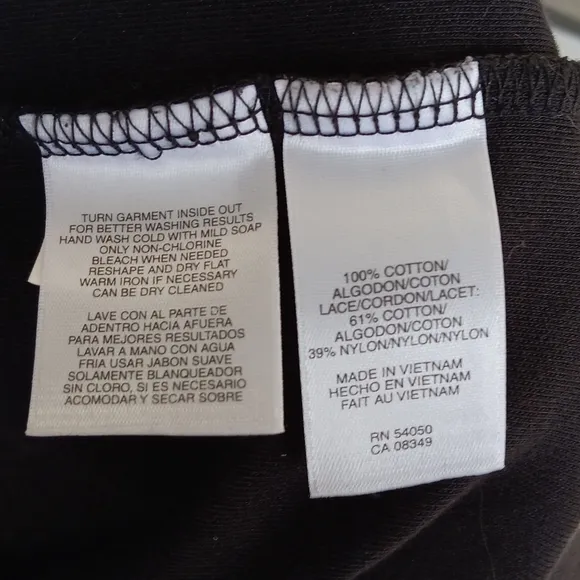 TURN GARMENT INSIDE OUT
FOR BETTER WASHING RESULTS
HAND WASH COLD WITH MILD SOAP
ONLY NON-CHLORINE
BLEACH WHEN NEEDED
RESHAPE AND DRY FLAT
WARM IRON IF NECESSARY
CAN BE DRY CLEANED
LAVE CON AL PARTE DE
ADENTRO HACIA AFUERA
PARA MEJORES RESULTADOS
LAVAR A MANO CON AGUA
FRIA USAR JABON SUAVE
SOLAMENTE BLANQUEADOR
SIN CLORO, SI ES NECESARIO
ACOMODAR Y SECAR SOBRE
100% COTTON/
ALGODON/COTON
LACE/CORDON/LACET:
61% COTTON/
ALGODON/COTON
39% NYLON/NYLON/NYLON
MADE IN VIETNAM
HECHO EN VIETNAM
FAIT AU VIETNAM
RN 54050
CA 08349